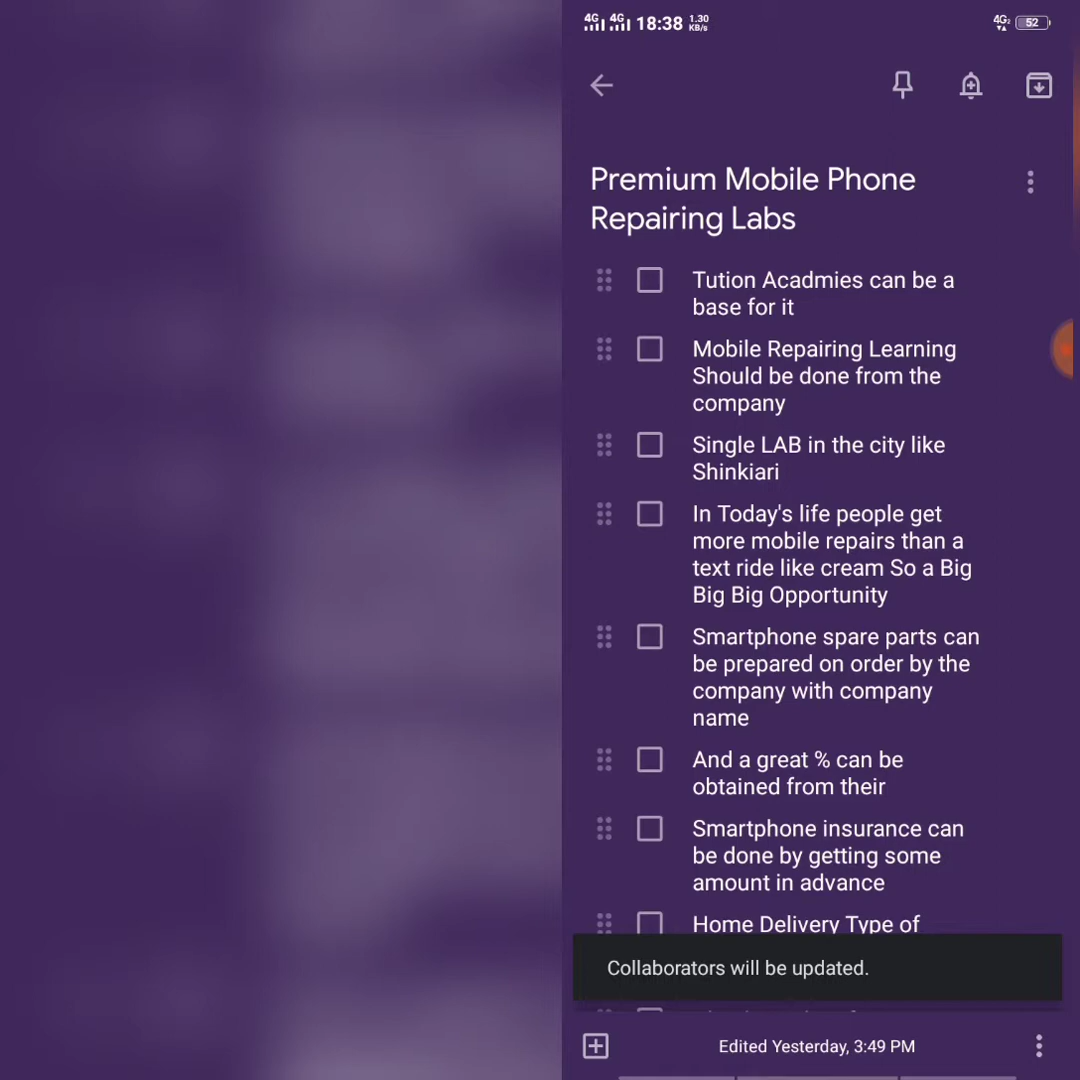 4G 4G 18:38 1.30 KB/s 4G2 52
Premium Mobile Phone
Repairing Labs
Tution Acadmies can be a
base for it
Mobile Repairing Learning
Should be done from the
company
Single LAB in the city like
Shinkiari
In Today's life people get
more mobile repairs than a
text ride like cream So a Big
Big Big Opportunity
Smartphone spare parts can
be prepared on order by the
company with company
name
And a great % can be
obtained from their
Smartphone insurance can
be done by getting some
amount in advance
Home Delivery Type of
Collaborators will be updated.
Edited Yesterday, 3:49 PM